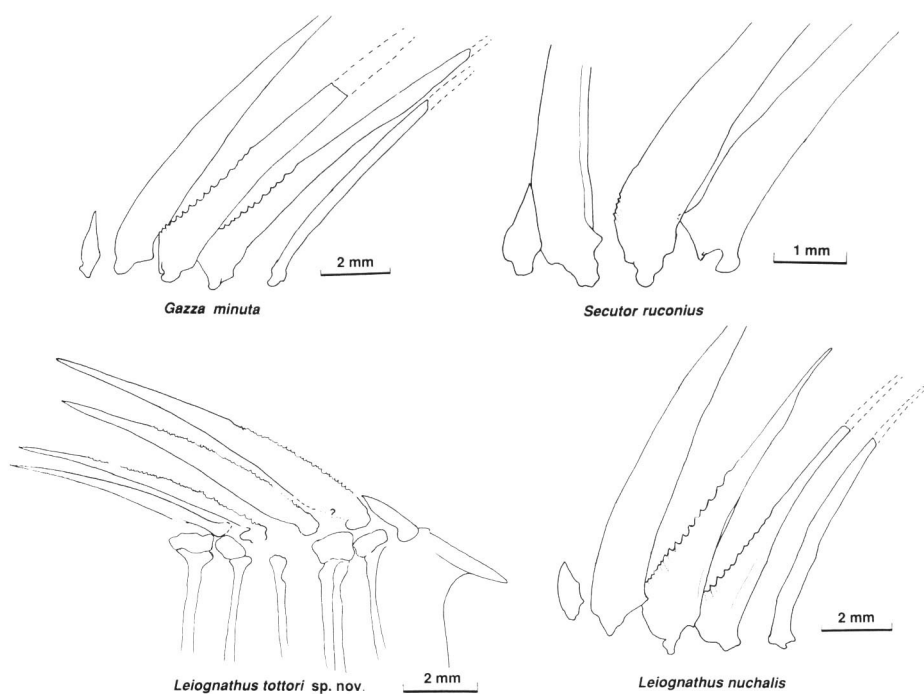 2 mm
Gazza minuta
1 mm
Secutor ruconius
?
Leiognathus tottori sp. nov.
2 mm
2 mm
Leiognathus nuchalis